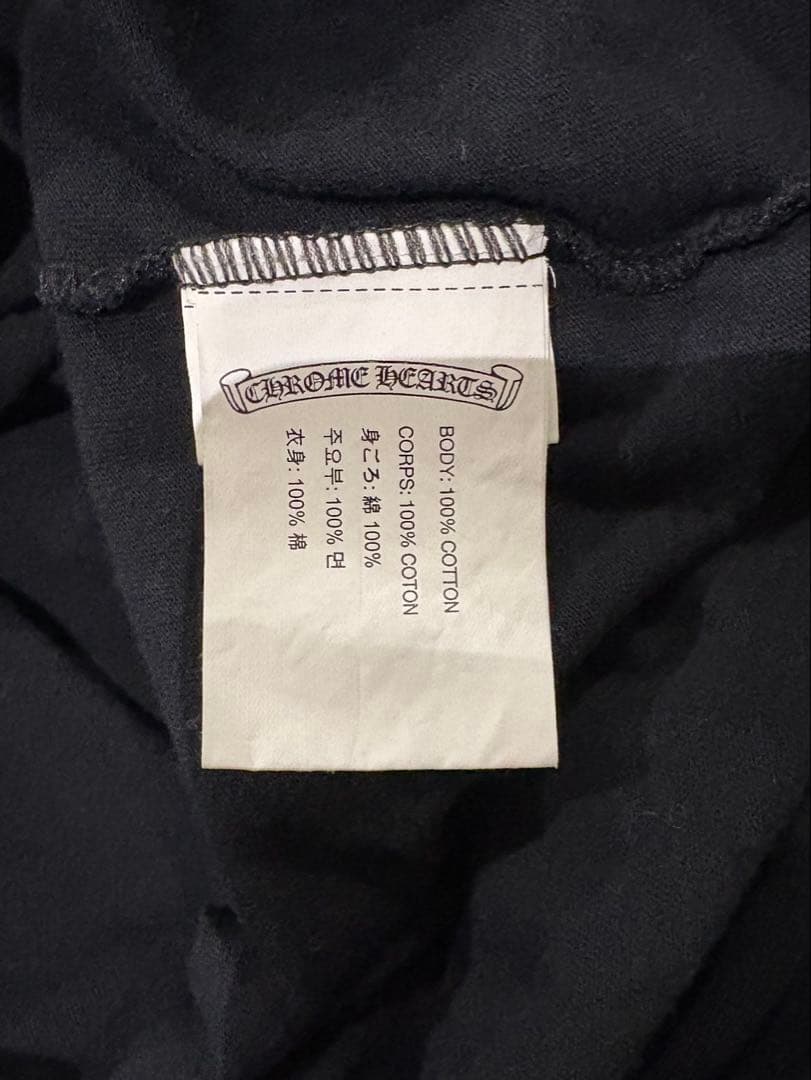 CHROME HEARTS
BODY: 100% COTTON
CORPS: 100% COTON
身ごろ: 綿 100%
주요부: 100% 면
衣身: 100% 棉